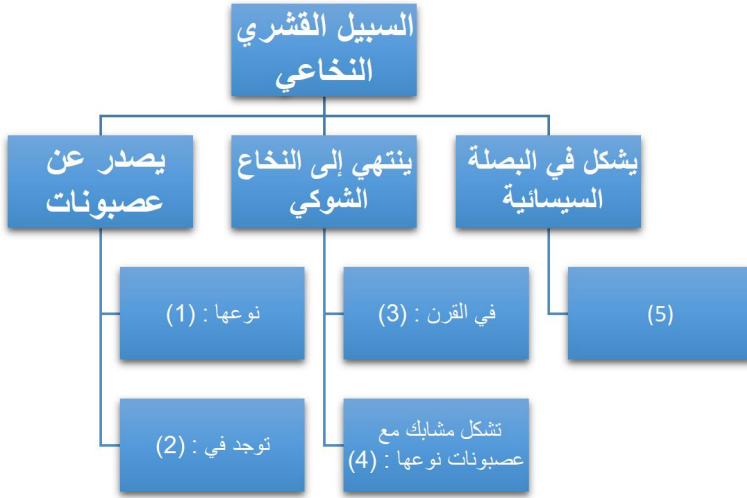 السبيل القشري
النخاعي
يصدر عن
عصبونات
ينتهي إلى النخاع
الشوكي
يشكل في البصلة
السيسائية
نوعها : (1)
في القرن : (3)
(5)
توجد في : (2)
تشكل مشابك مع
عصبونات نوعها : (4)